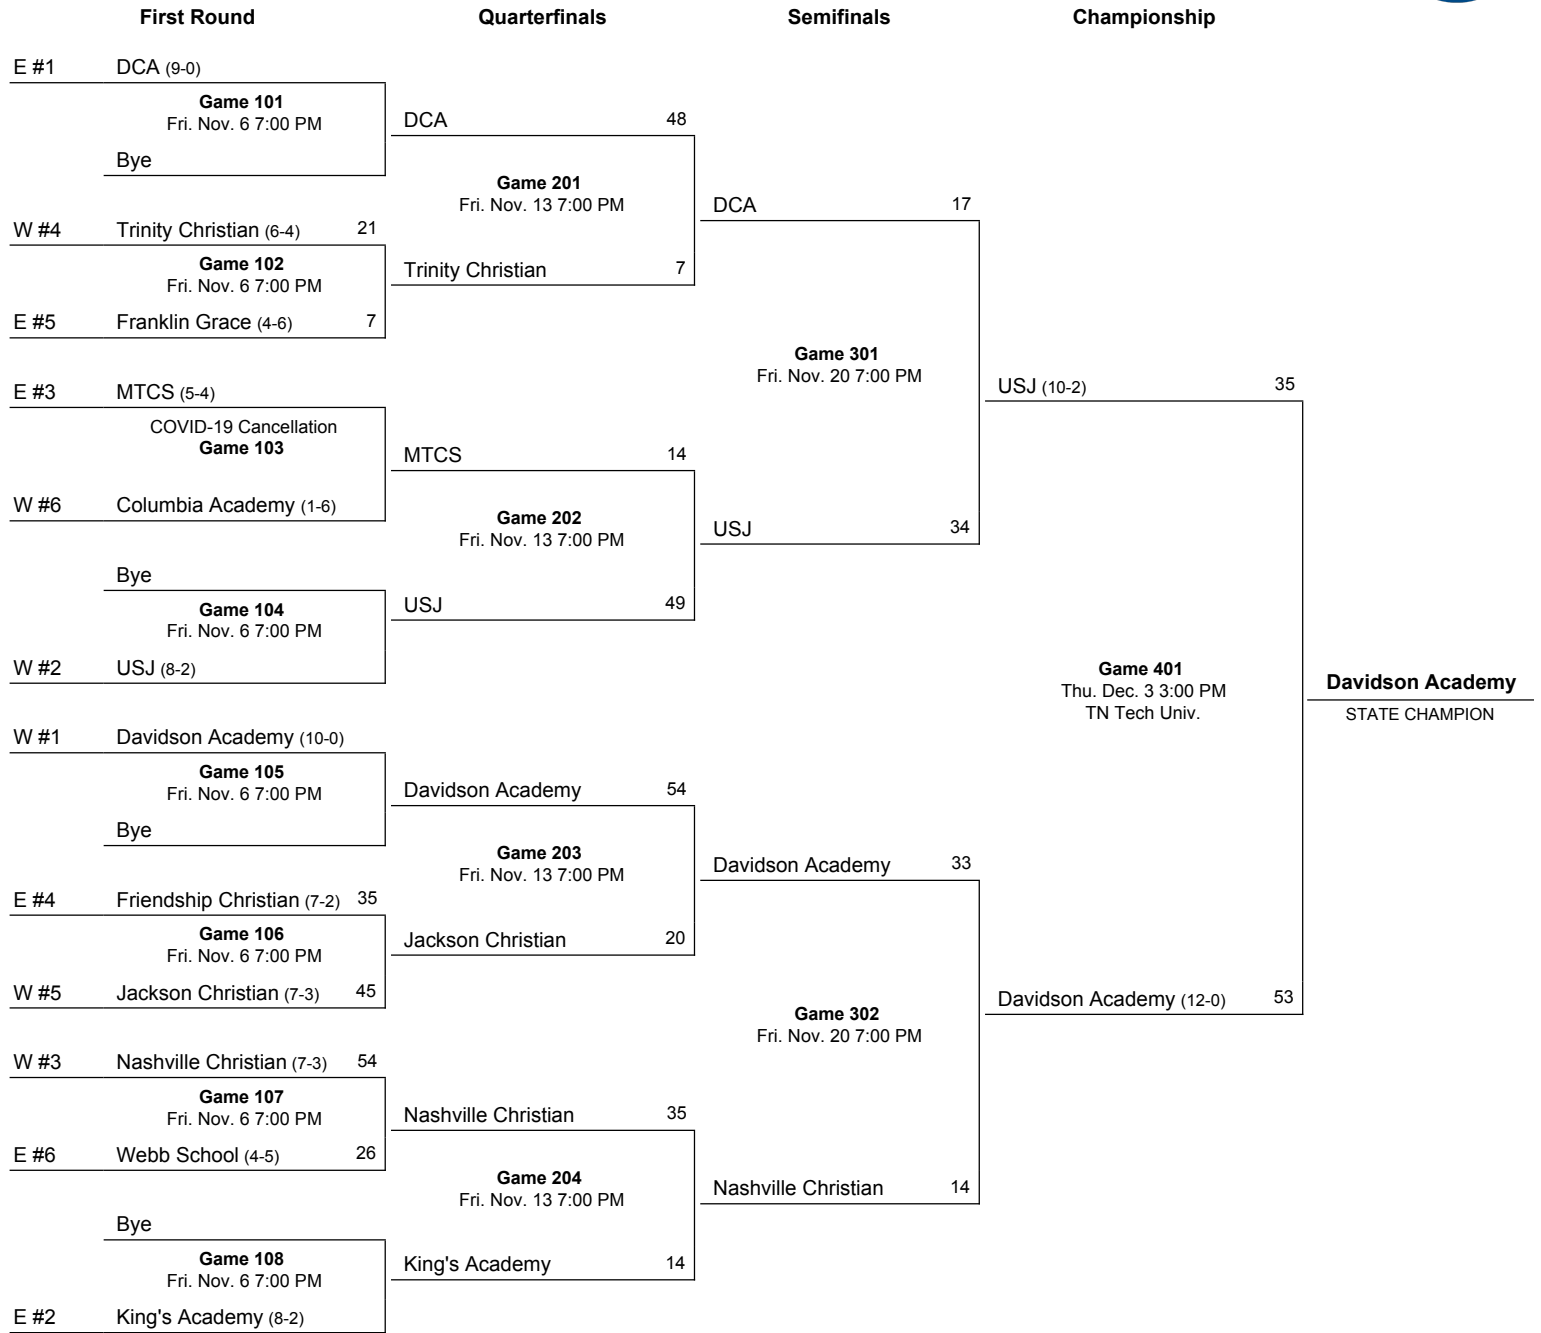 First Round Quarterfinals Semifinals Championship
E #1 DCA (9-0)
Game 101
Fri. Nov. 6 7:00 PM
Bye
W #4 Trinity Christian (6-4) 21
Game 102
Fri. Nov. 6 7:00 PM
E #5 Franklin Grace (4-6) 7
E #3 MTCS (5-4)
COVID-19 Cancellation
Game 103
W #6 Columbia Academy (1-6)
Bye
Game 104
Fri. Nov. 6 7:00 PM
W #2 USJ (8-2)
W #1 Davidson Academy (10-0)
Game 105
Fri. Nov. 6 7:00 PM
Bye
E #4 Friendship Christian (7-2) 35
Game 106
Fri. Nov. 6 7:00 PM
W #5 Jackson Christian (7-3) 45
W #3 Nashville Christian (7-3) 54
Game 107
Fri. Nov. 6 7:00 PM
E #6 Webb School (4-5) 26
Bye
Game 108
Fri. Nov. 6 7:00 PM
E #2 King's Academy (8-2)
DCA 48
Game 201
Fri. Nov. 13 7:00 PM
Trinity Christian 7
MTCS 14
Game 202
Fri. Nov. 13 7:00 PM
USJ 49
Davidson Academy 54
Game 203
Fri. Nov. 13 7:00 PM
Jackson Christian 20
Nashville Christian 35
Game 204
Fri. Nov. 13 7:00 PM
King's Academy 14
DCA 17
Game 301
Fri. Nov. 20 7:00 PM
USJ 34
Davidson Academy 33
Game 302
Fri. Nov. 20 7:00 PM
Nashville Christian 14
USJ (10-2) 35
Game 401
Thu. Dec. 3 3:00 PM
TN Tech Univ.
Davidson Academy (12-0) 53
Davidson Academy
STATE CHAMPION